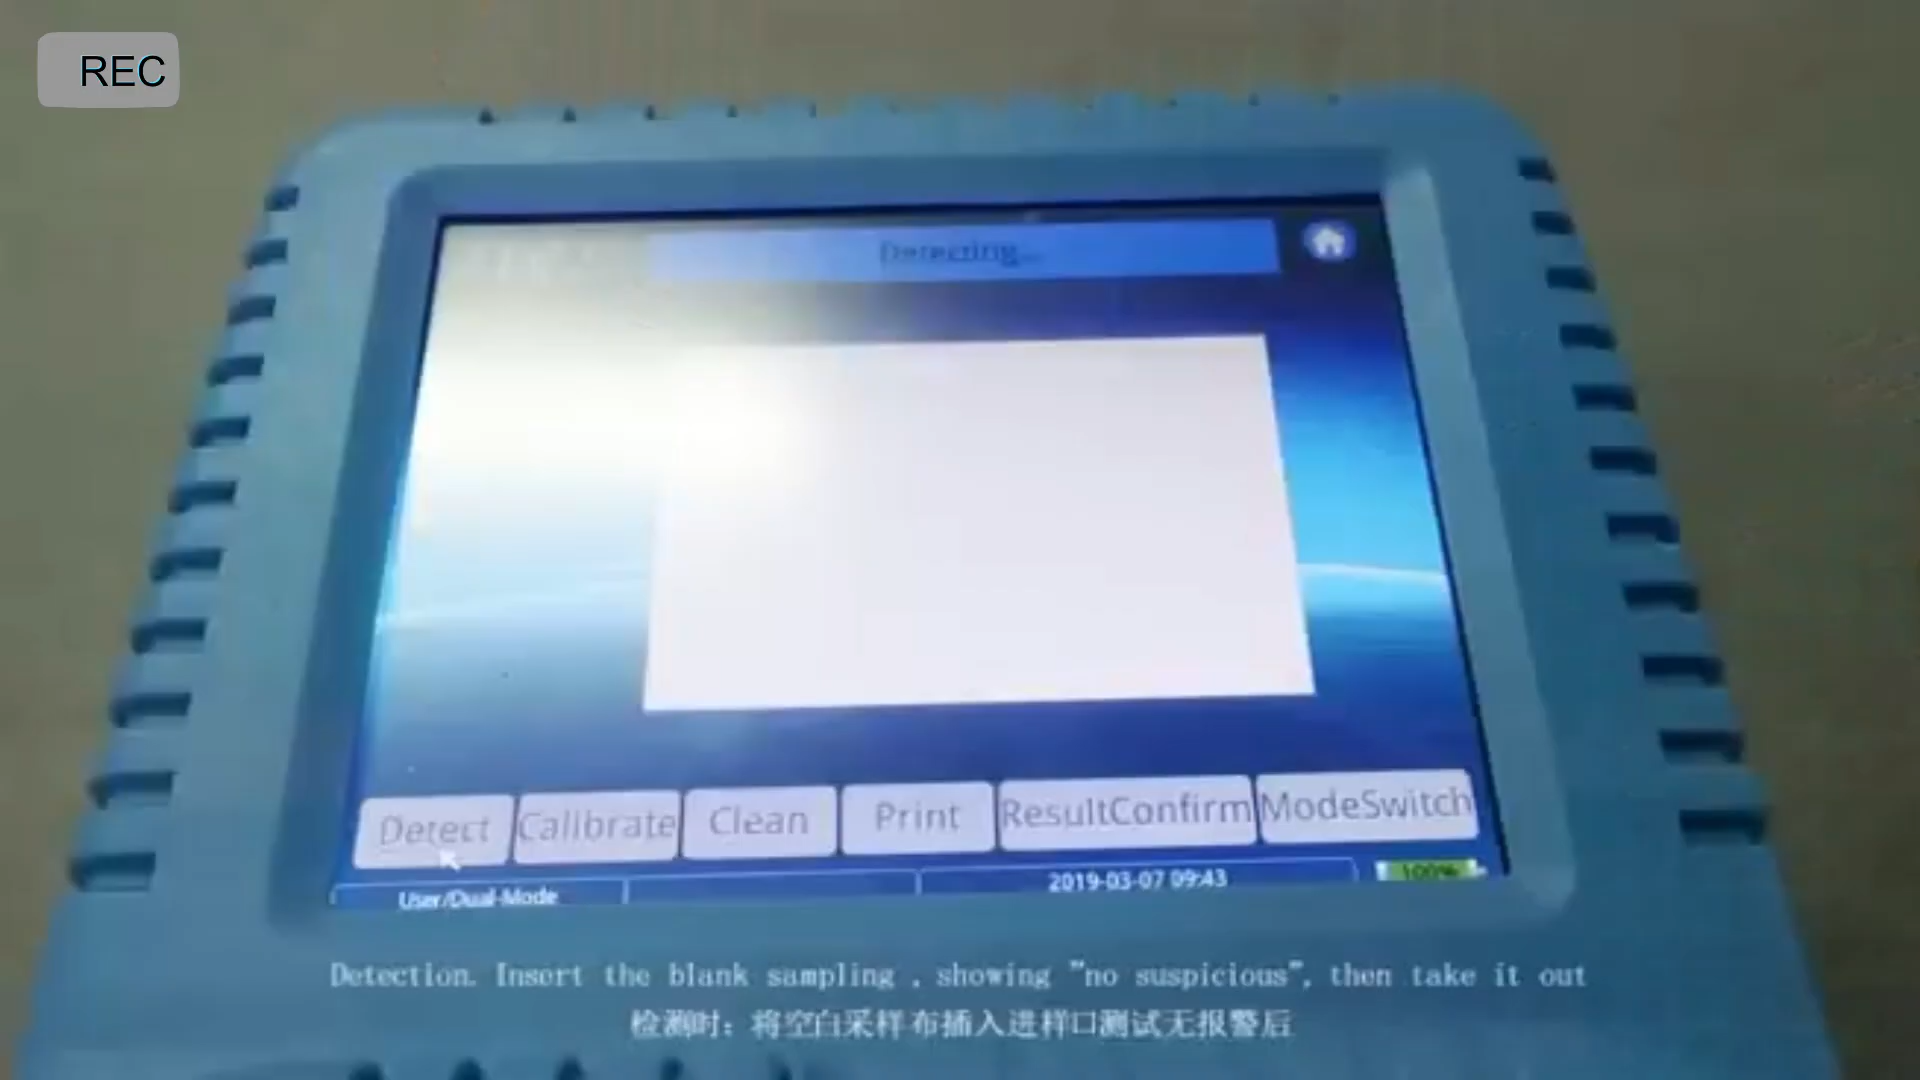 REC
Detecting...
Detect Calibrate Clean Print ResultConfirm ModeSwitch
User/Dual-Mode 2019-03-07 09:43 100%
Detection. Insert the blank sampling , showing "no suspicious", then take it out
检测时：将空白采样布插入进样口测试无报警后